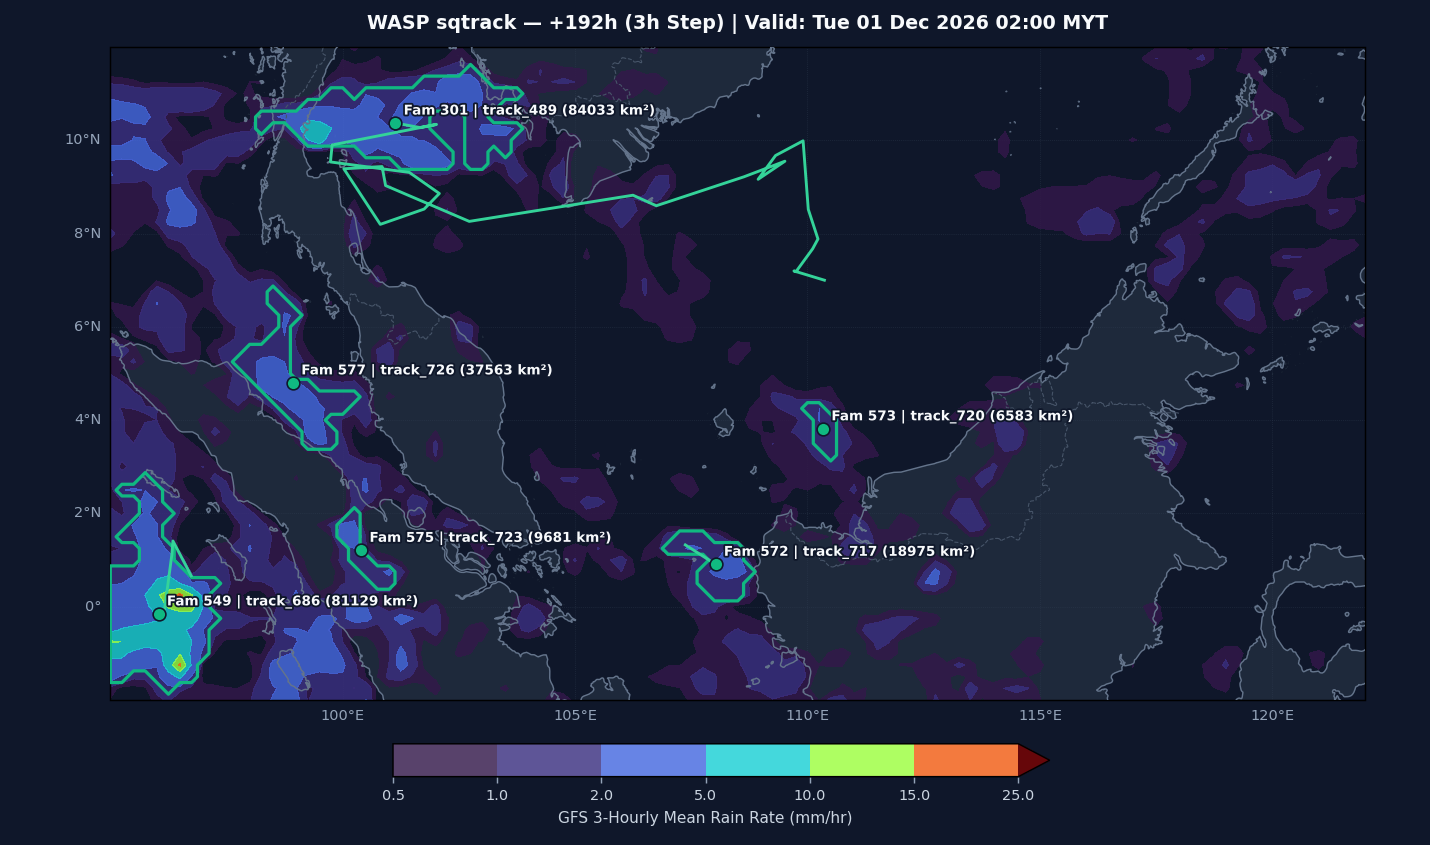 WASP sqtrack — +192h (3h Step) | Valid: Tue 01 Dec 2026 02:00 MYT
Fam 301 | track_489 (84033 km²)
10°N
8°N
6°N
Fam 577 | track_726 (37563 km²)
4°N
Fam 573 | track_720 (6583 km²)
2°N
Fam 575 | track_723 (9681 km²)
Fam 572 | track_717 (18975 km²)
0°
Fam 549 | track_686 (81129 km²)
100°E 105°E 110°E 115°E 120°E
0.5 1.0 2.0 5.0 10.0 15.0 25.0
GFS 3-Hourly Mean Rain Rate (mm/hr)